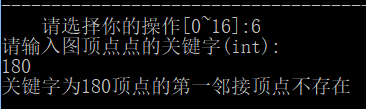 请选择你的操作[0~16]:6
请输入图顶点点的关键字(int):
180
关键字为180顶点的第一邻接顶点不存在